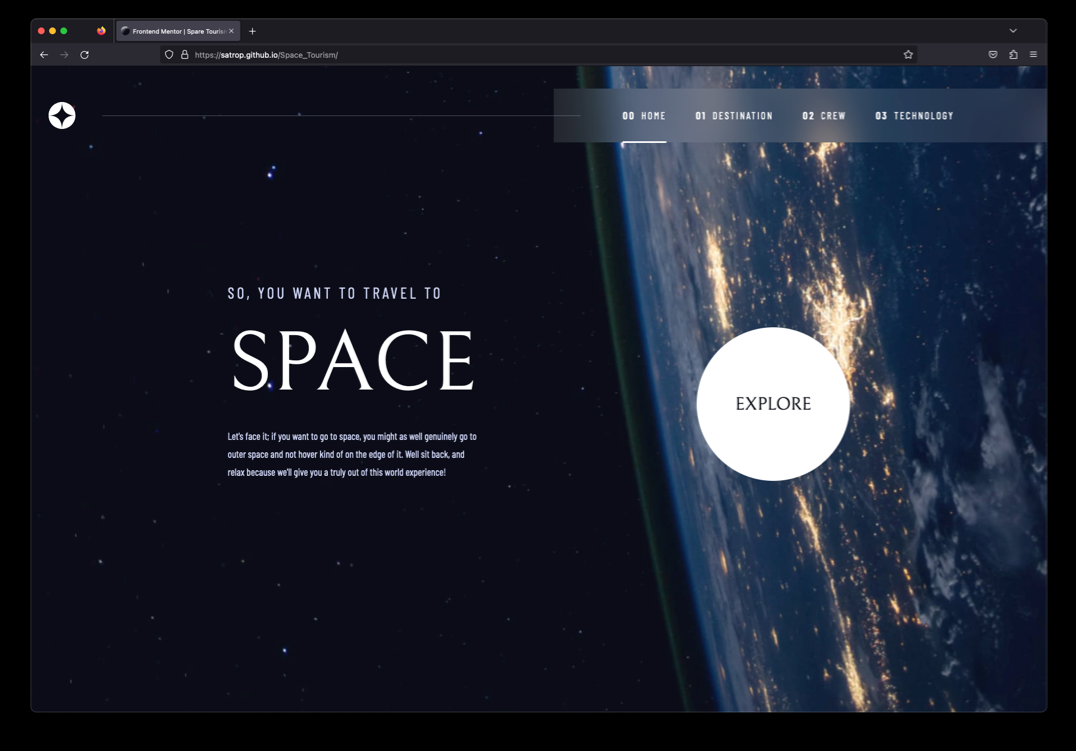 Frontend Mentor | Spare Tourism
https://satrop.github.io/Space_Tourism/
00 HOME 01 DESTINATION 02 CREW 03 TECHNOLOGY
SO, YOU WANT TO TRAVEL TO
SPACE
Let's face it; if you want to go to space, you might as well genuinely go to
outer space and not hover kind of on the edge of it. Well sit back, and
relax because we'll give you a truly out of this world experience!
EXPLORE